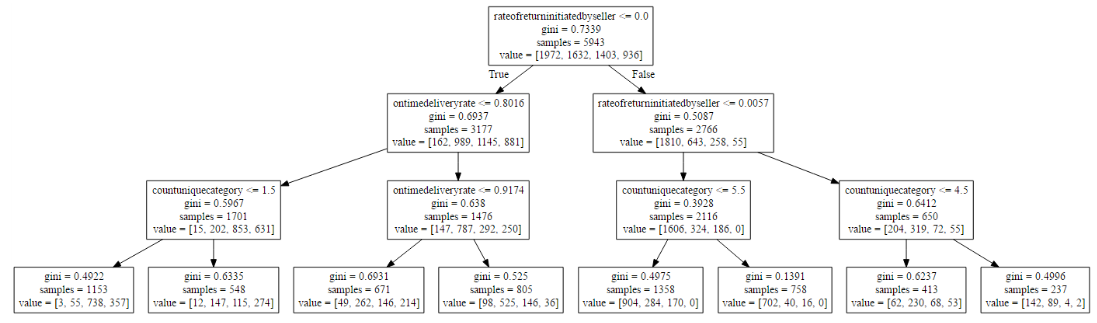 rateofreturninitiatedbyseller <= 0.0
gini = 0.7339
samples = 5943
value = [1972, 1632, 1403, 936]
True
False
ontimedeliveryrate <= 0.8016
gini = 0.6937
samples = 3177
value = [162, 989, 1145, 881]
rateofreturninitiatedbyseller <= 0.0057
gini = 0.5087
samples = 2766
value = [1810, 643, 258, 55]
countuniquecategory <= 1.5
gini = 0.5967
samples = 1701
value = [15, 202, 853, 631]
ontimedeliveryrate <= 0.9174
gini = 0.638
samples = 1476
value = [147, 787, 292, 250]
countuniquecategory <= 5.5
gini = 0.3928
samples = 2116
value = [1606, 324, 186, 0]
countuniquecategory <= 4.5
gini = 0.6412
samples = 650
value = [204, 319, 72, 55]
gini = 0.4922
samples = 1153
value = [3, 55, 738, 357]
gini = 0.6335
samples = 548
value = [12, 147, 115, 274]
gini = 0.6931
samples = 671
value = [49, 262, 146, 214]
gini = 0.525
samples = 805
value = [98, 525, 146, 36]
gini = 0.4975
samples = 1358
value = [904, 284, 170, 0]
gini = 0.1391
samples = 758
value = [702, 40, 16, 0]
gini = 0.6237
samples = 413
value = [62, 230, 68, 53]
gini = 0.4996
samples = 237
value = [142, 89, 4, 2]